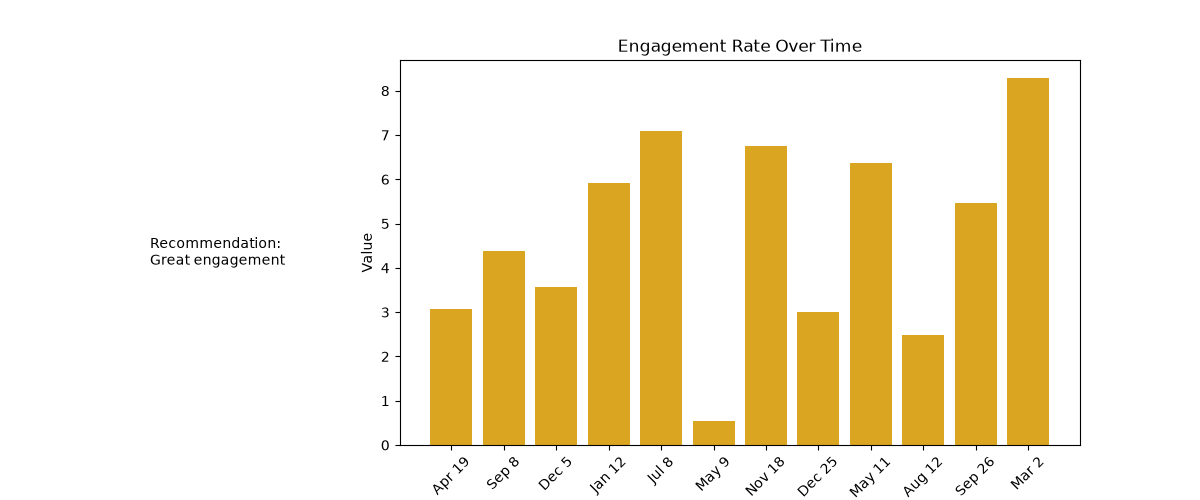 Engagement Rate Over Time
Recommendation:
Great engagement
Value
8
7
6
5
4
3
2
1
0
Apr 19
Sep 8
Dec 5
Jan 12
Jul 8
May 9
Nov 18
Dec 25
May 11
Aug 12
Sep 26
Mar 2